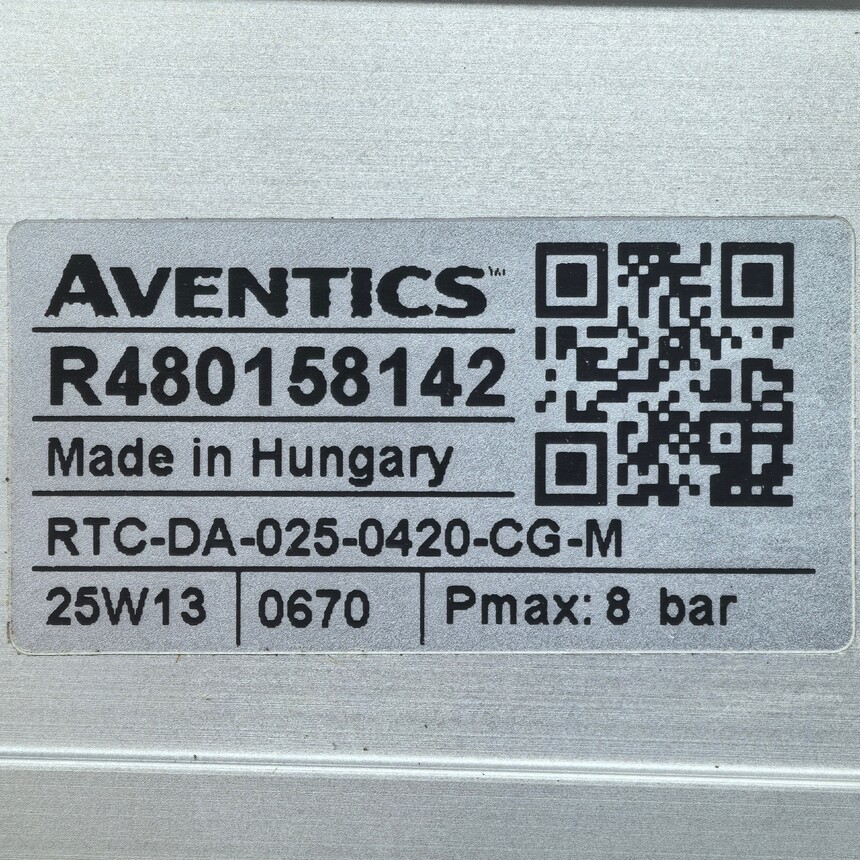 AVENTICS™
R480158142
Made in Hungary
RTC-DA-025-0420-CG-M
25W13 0670 Pmax: 8 bar